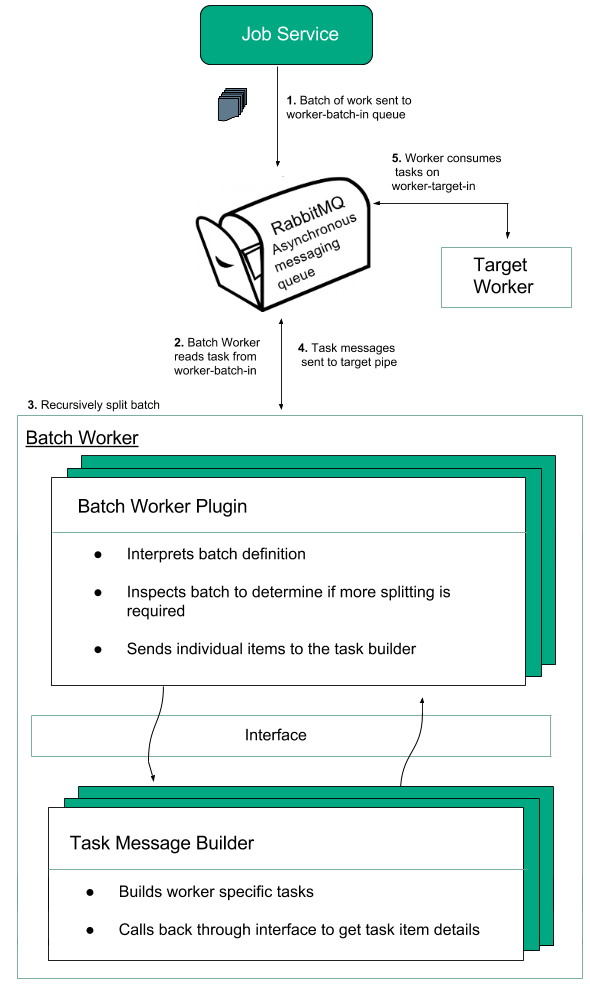 Job Service
1. Batch of work sent to
worker-batch-in queue
5. Worker consumes
tasks on
worker-target-in
RabbitMQ
Asynchronous
messaging
queue
Target
Worker
2. Batch Worker
reads task from
worker-batch-in
4. Task messages
sent to target pipe
3. Recursively split batch
Batch Worker
Batch Worker Plugin
● Interprets batch definition
● Inspects batch to determine if more splitting is
required
● Sends individual items to the task builder
Interface
Task Message Builder
● Builds worker specific tasks
● Calls back through interface to get task item details